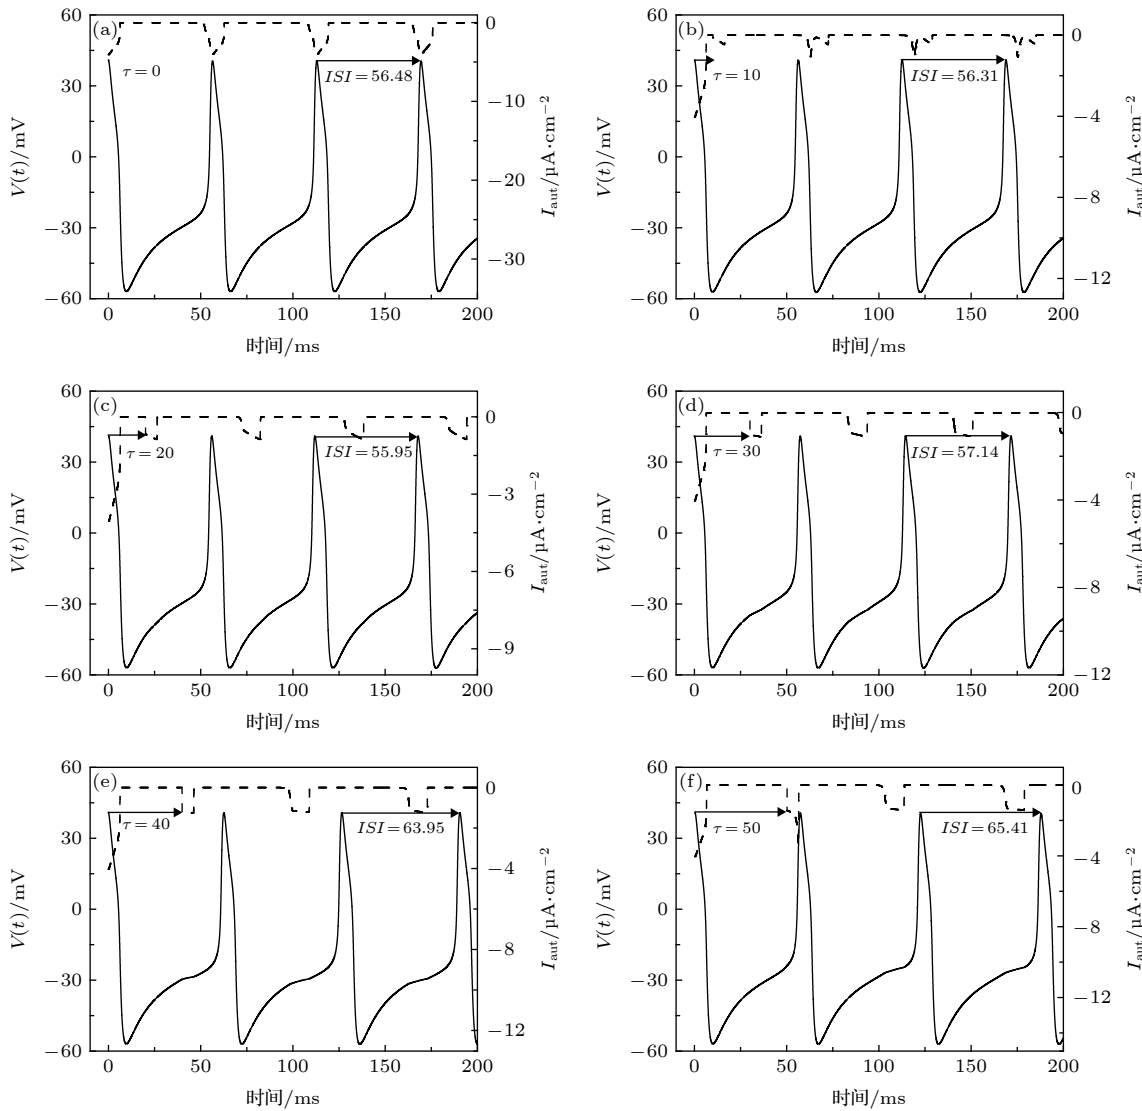 (a)
60
30
0
−30
−60
V(t)/mV
τ = 0
ISI=56.48
0
−10
−20
−30
I_aut/μA·cm⁻²
0 50 100 150 200
时间/ms
(b)
60
30
0
−30
−60
V(t)/mV
τ = 10
ISI=56.31
0
−4
−8
−12
I_aut/μA·cm⁻²
0 50 100 150 200
时间/ms
(c)
60
30
0
−30
−60
V(t)/mV
τ = 20
ISI=55.95
0
−3
−6
−9
I_aut/μA·cm⁻²
0 50 100 150 200
时间/ms
(d)
60
30
0
−30
−60
V(t)/mV
τ = 30
ISI=57.14
0
−4
−8
−12
I_aut/μA·cm⁻²
0 50 100 150 200
时间/ms
(e)
60
30
0
−30
−60
V(t)/mV
τ = 40
ISI=63.95
0
−4
−8
−12
I_aut/μA·cm⁻²
0 50 100 150 200
时间/ms
(f)
60
30
0
−30
−60
V(t)/mV
τ = 50
ISI=65.41
0
−4
−8
−12
I_aut/μA·cm⁻²
0 50 100 150 200
时间/ms